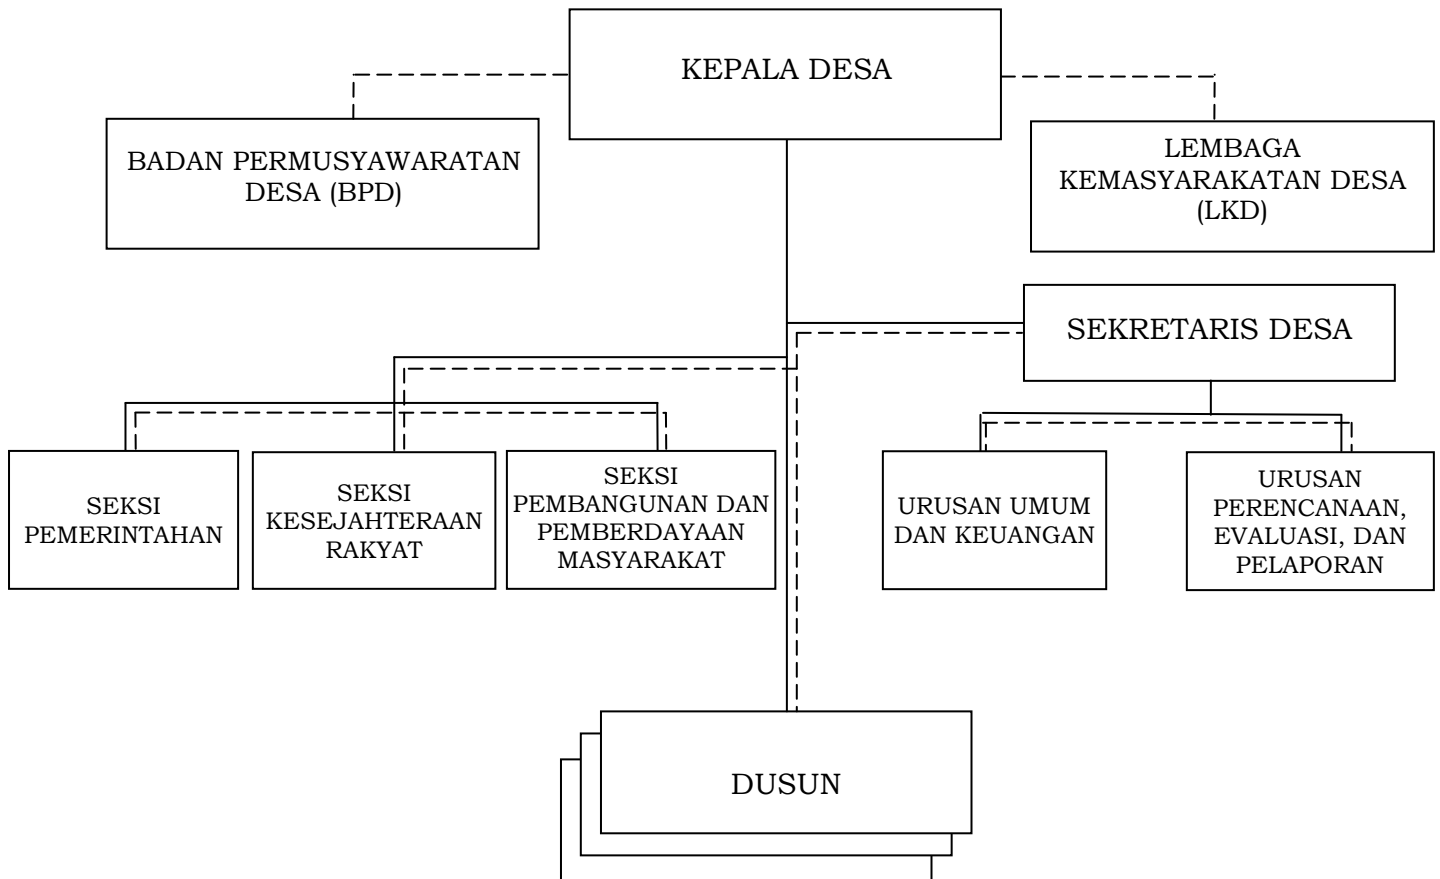 KEPALA DESA
BADAN PERMUSYAWARATAN
DESA (BPD)
LEMBAGA
KEMASYARAKATAN DESA
(LKD)
SEKRETARIS DESA
SEKSI
PEMERINTAHAN
SEKSI
KESEJAHTERAAN
RAKYAT
SEKSI
PEMBANGUNAN DAN
PEMBERDAYAAN
MASYARAKAT
URUSAN UMUM
DAN KEUANGAN
URUSAN
PERENCANAAN,
EVALUASI, DAN
PELAPORAN
DUSUN